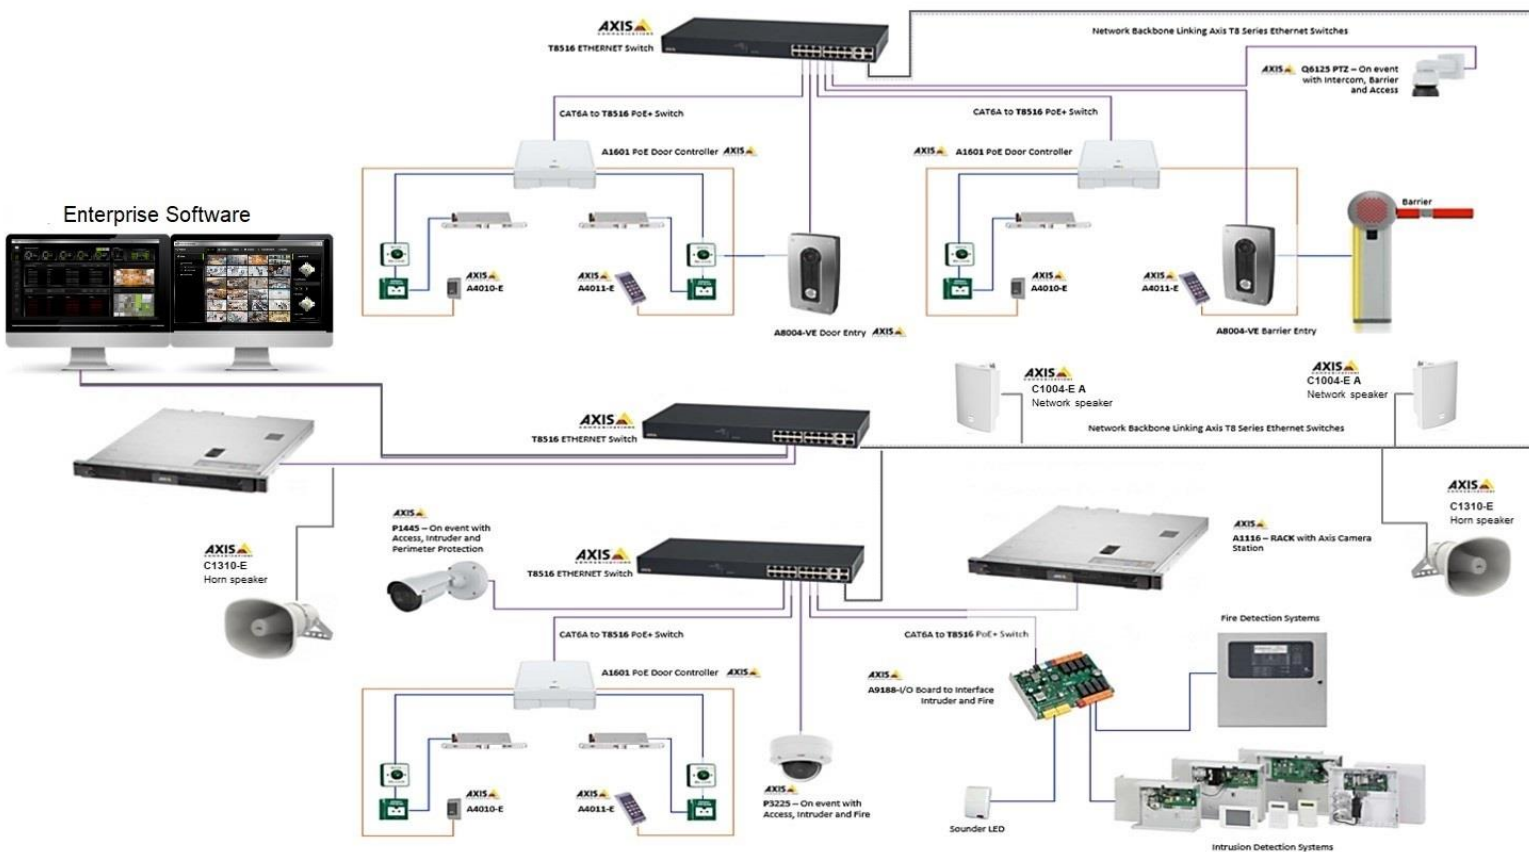 AXIS
COMMUNICATIONS
T8516 ETHERNET Switch
Network Backbone Linking Axis T8 Series Ethernet Switches
AXIS
Q6125 PTZ – On event
with Intercom, Barrier
and Access
CAT6A to T8516 PoE+ Switch
CAT6A to T8516 PoE+ Switch
A1601 PoE Door Controller AXIS
AXIS A1601 PoE Door Controller
Enterprise Software
Barrier
AXIS
A4010-E
AXIS
A4011-E
AXIS
A4010-E
AXIS
A4011-E
A8004-VE Door Entry AXIS
A8004-VE Barrier Entry
AXIS
COMMUNICATIONS
C1004-E A
Network speaker
AXIS
COMMUNICATIONS
C1004-E A
Network speaker
AXIS
COMMUNICATIONS
T8516 ETHERNET Switch
Network Backbone Linking Axis T8 Series Ethernet Switches
AXIS
COMMUNICATIONS
C1310-E
Horn speaker
AXIS
P1445 – On event with
Access, Intruder and
Perimeter Protection
AXIS
A1116 – RACK with Axis Camera
Station
AXIS
COMMUNICATIONS
C1310-E
Horn speaker
AXIS
COMMUNICATIONS
T8516 ETHERNET Switch
CAT6A to T8516 PoE+ Switch
CAT6A to T8516 PoE+ Switch
Fire Detection Systems
A1601 PoE Door Controller AXIS
AXIS
A9188-I/O Board to Interface
Intruder and Fire
AXIS
A4010-E
AXIS
A4011-E
AXIS
P3225 – On event with
Access, Intruder and Fire
Sounder LED
Intrusion Detection Systems